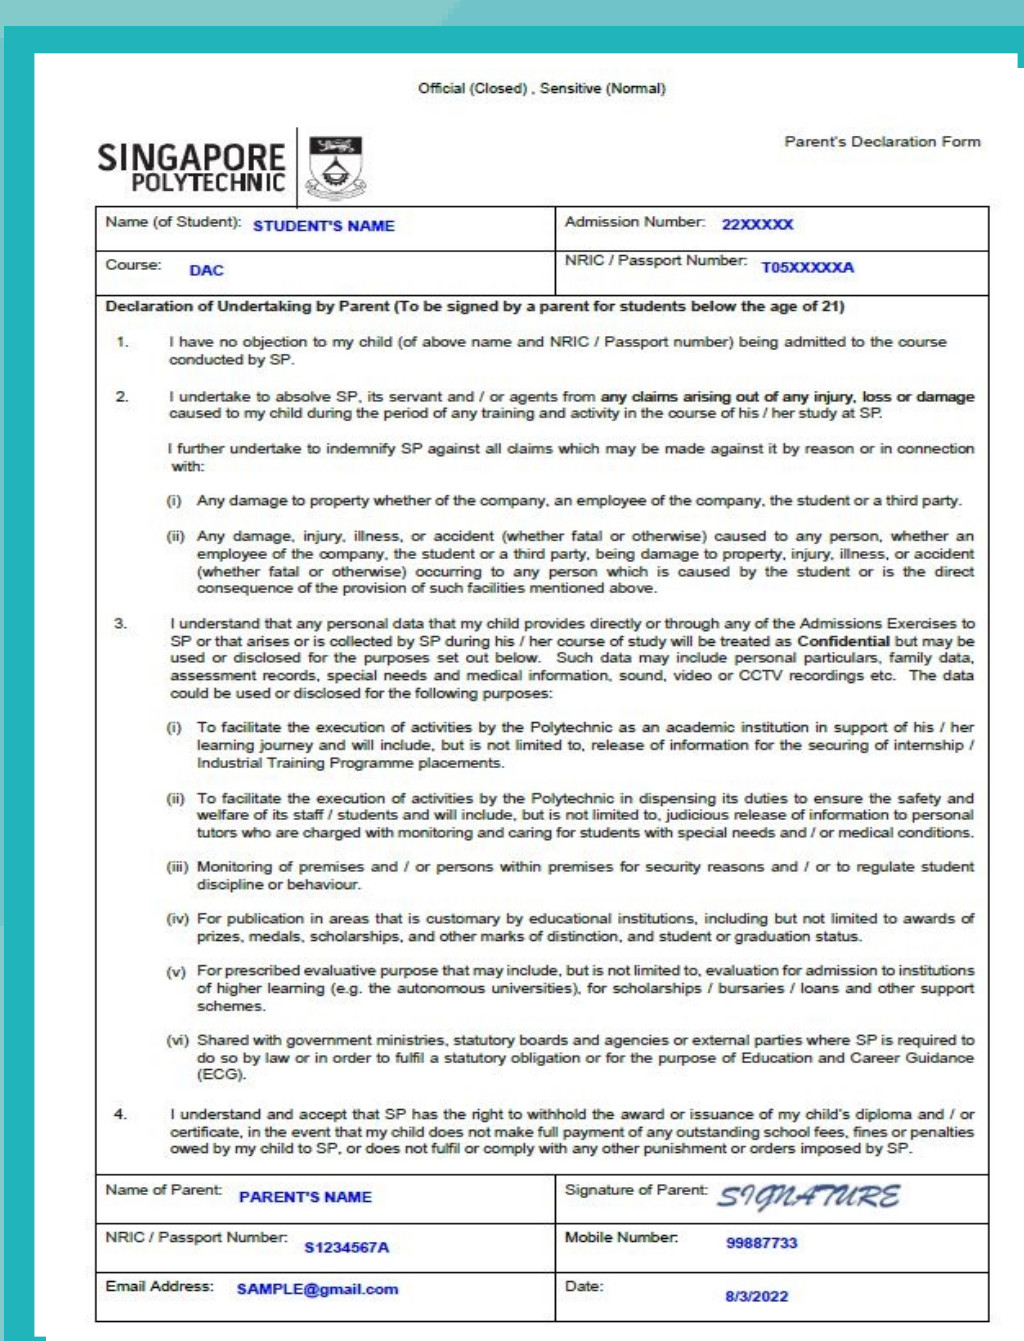 Official (Closed) , Sensitive (Normal)
SINGAPORE
POLYTECHNIC
Parent's Declaration Form
Name (of Student): STUDENT'S NAME
Admission Number: 22XXXXX
Course: DAC
NRIC / Passport Number: T05XXXXXA
Declaration of Undertaking by Parent (To be signed by a parent for students below the age of 21)
1. I have no objection to my child (of above name and NRIC / Passport number) being admitted to the course
conducted by SP.
2. I undertake to absolve SP, its servant and / or agents from any claims arising out of any injury, loss or damage
caused to my child during the period of any training and activity in the course of his / her study at SP.
I further undertake to indemnify SP against all claims which may be made against it by reason or in connection
with:
(i) Any damage to property whether of the company, an employee of the company, the student or a third party.
(ii) Any damage, injury, illness, or accident (whether fatal or otherwise) caused to any person, whether an
employee of the company, the student or a third party, being damage to property, injury, illness, or accident
(whether fatal or otherwise) occurring to any person which is caused by the student or is the direct
consequence of the provision of such facilities mentioned above.
3. I understand that any personal data that my child provides directly or through any of the Admissions Exercises to
SP or that arises or is collected by SP during his / her course of study will be treated as Confidential but may be
used or disclosed for the purposes set out below. Such data may include personal particulars, family data,
assessment records, special needs and medical information, sound, video or CCTV recordings etc. The data
could be used or disclosed for the following purposes:
(i) To facilitate the execution of activities by the Polytechnic as an academic institution in support of his / her
learning journey and will include, but is not limited to, release of information for the securing of internship /
Industrial Training Programme placements.
(ii) To facilitate the execution of activities by the Polytechnic in dispensing its duties to ensure the safety and
welfare of its staff / students and will include, but is not limited to, judicious release of information to personal
tutors who are charged with monitoring and caring for students with special needs and / or medical conditions.
(iii) Monitoring of premises and / or persons within premises for security reasons and / or to regulate student
discipline or behaviour.
(iv) For publication in areas that is customary by educational institutions, including but not limited to awards of
prizes, medals, scholarships, and other marks of distinction, and student or graduation status.
(v) For prescribed evaluative purpose that may include, but is not limited to, evaluation for admission to institutions
of higher learning (e.g. the autonomous universities), for scholarships / bursaries / loans and other support
schemes.
(vi) Shared with government ministries, statutory boards and agencies or external parties where SP is required to
do so by law or in order to fulfil a statutory obligation or for the purpose of Education and Career Guidance
(ECG).
4. I understand and accept that SP has the right to withhold the award or issuance of my child's diploma and / or
certificate, in the event that my child does not make full payment of any outstanding school fees, fines or penalties
owed by my child to SP, or does not fulfil or comply with any other punishment or orders imposed by SP.
Name of Parent: PARENT'S NAME
Signature of Parent: SIGNATURE
NRIC / Passport Number: S1234567A
Mobile Number: 99887733
Email Address: SAMPLE@gmail.com
Date: 8/3/2022